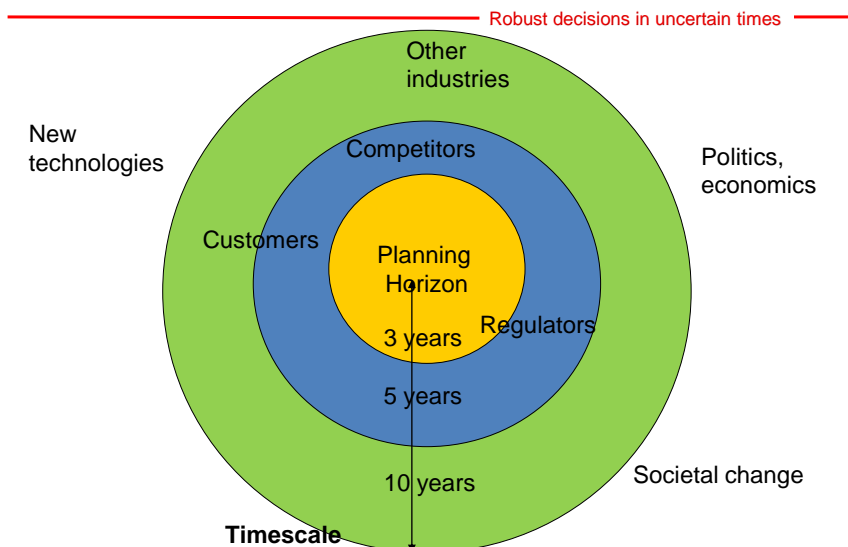 Robust decisions in uncertain times
Other
industries
New
technologies
Competitors
Politics,
economics
Customers
Planning
Horizon
Regulators
3 years
5 years
10 years
Societal change
Timescale